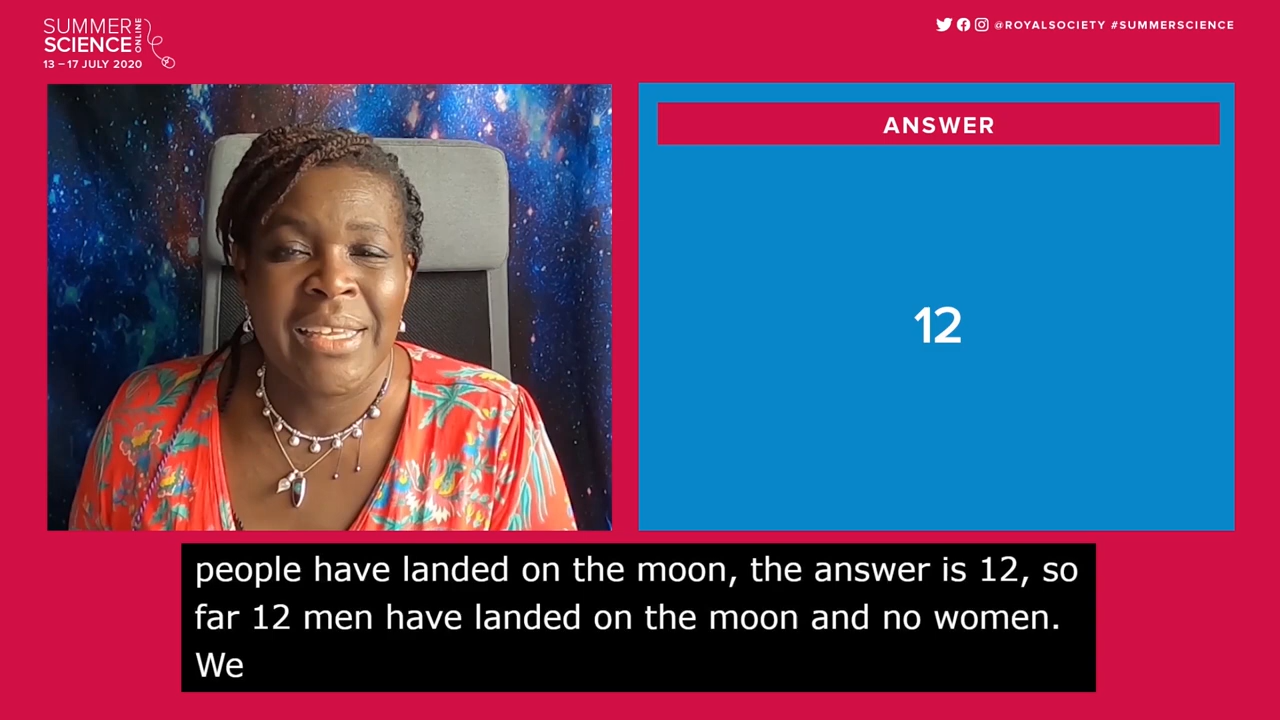 SUMMER
SCIENCE
ONLINE
13 – 17 JULY 2020
@ROYALSOCIETY #SUMMERSCIENCE
ANSWER
12
people have landed on the moon, the answer is 12, so
far 12 men have landed on the moon and no women.
We